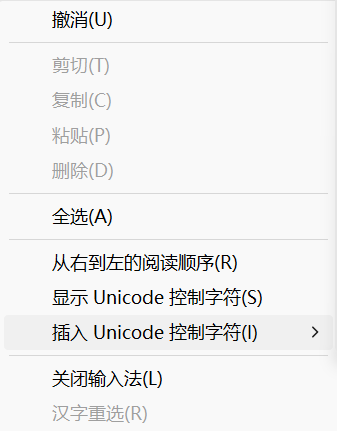 撤消(U)
剪切(T)
复制(C)
粘贴(P)
删除(D)
全选(A)
从右到左的阅读顺序(R)
显示 Unicode 控制字符(S)
插入 Unicode 控制字符(I)
关闭输入法(L)
汉字重选(R)